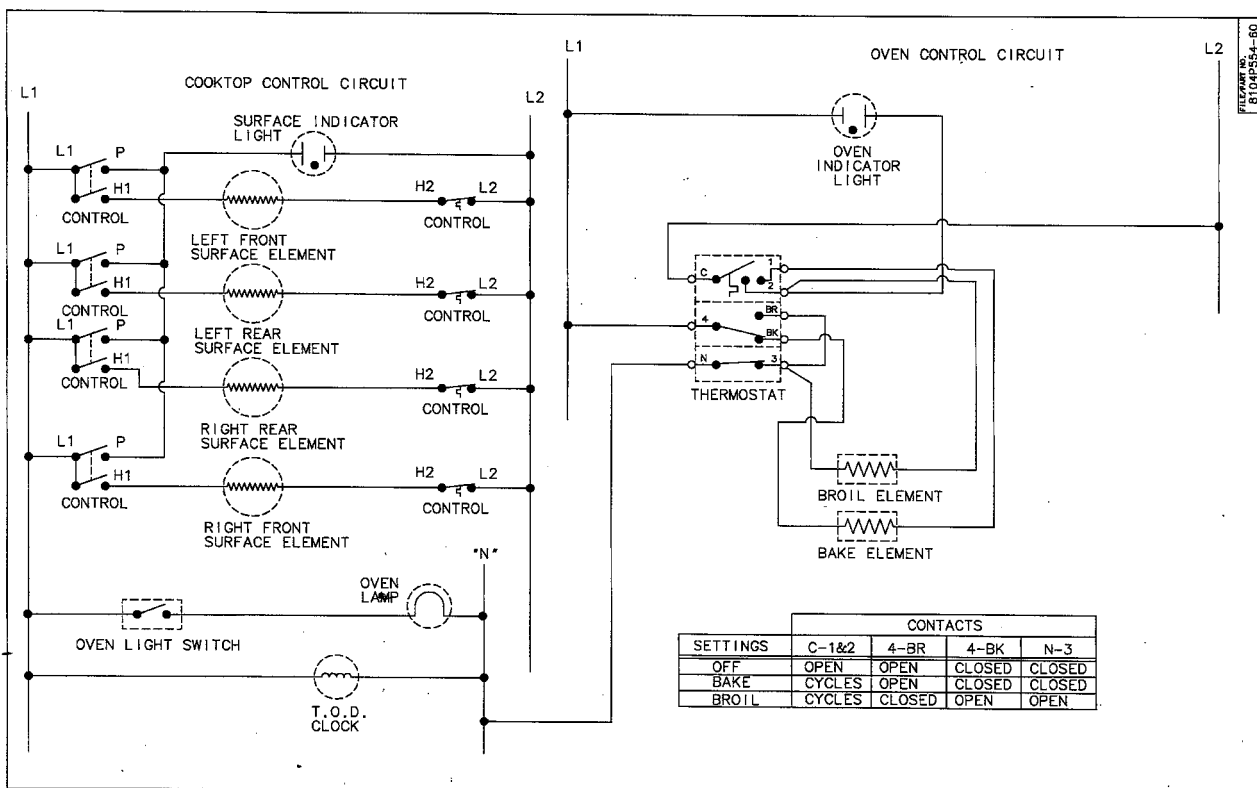 FILE/PART NO.
8104P554-60
COOKTOP CONTROL CIRCUIT
L1
L2
SURFACE INDICATOR
LIGHT
L1
P
H1
CONTROL
H2
L2
CONTROL
LEFT FRONT
SURFACE ELEMENT
L1
P
H1
CONTROL
H2
L2
CONTROL
LEFT REAR
SURFACE ELEMENT
L1
P
H1
CONTROL
H2
L2
CONTROL
RIGHT REAR
SURFACE ELEMENT
L1
P
H1
CONTROL
H2
L2
CONTROL
RIGHT FRONT
SURFACE ELEMENT
"N"
OVEN
LAMP
OVEN LIGHT SWITCH
T.O.D.
CLOCK
L1
OVEN CONTROL CIRCUIT
L2
OVEN
INDICATOR
LIGHT
C
1
2
BR
4
BK
N
3
THERMOSTAT
BROIL ELEMENT
BAKE ELEMENT
CONTACTS
SETTINGS C-1&2 4-BR 4-BK N-3
OFF OPEN OPEN CLOSED CLOSED
BAKE CYCLES OPEN CLOSED CLOSED
BROIL CYCLES CLOSED OPEN OPEN